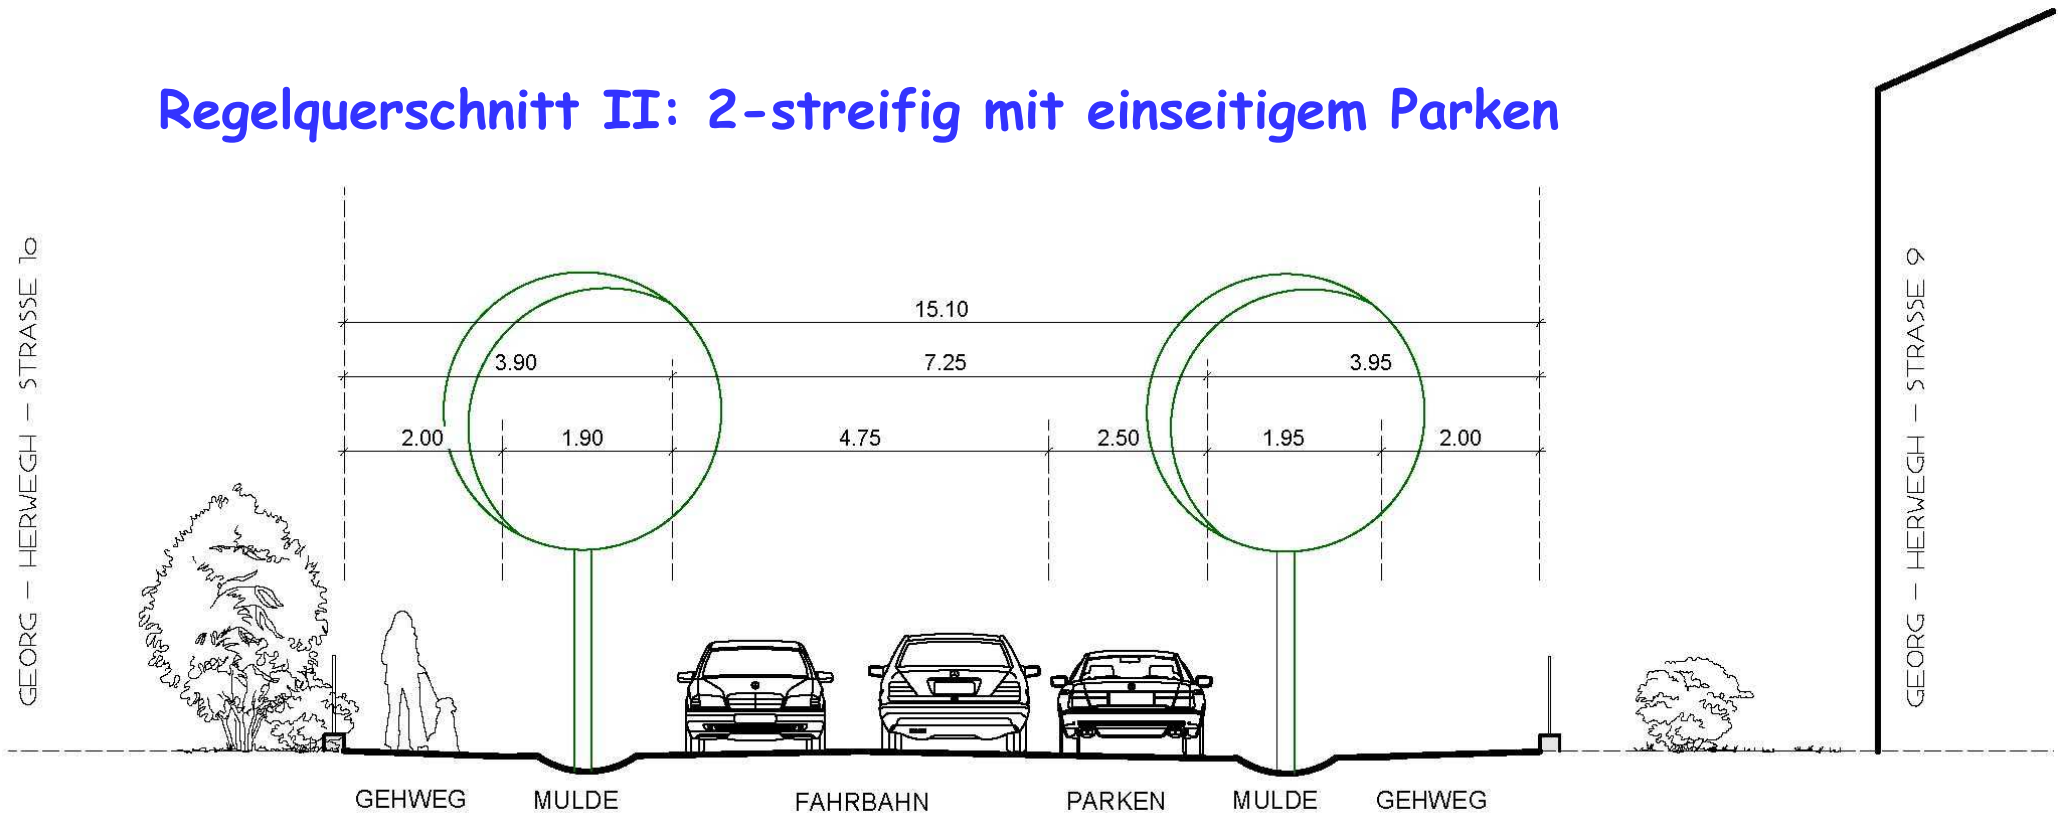 Regelquerschnitt II: 2-streifig mit einseitigem Parken
GEORG - HERWEGH - STRASSE 10
15.10
3.90 7.25 3.95
2.00 1.90 4.75 2.50 1.95 2.00
GEORG - HERWEGH - STRASSE 9
GEHWEG MULDE FAHRBAHN PARKEN MULDE GEHWEG